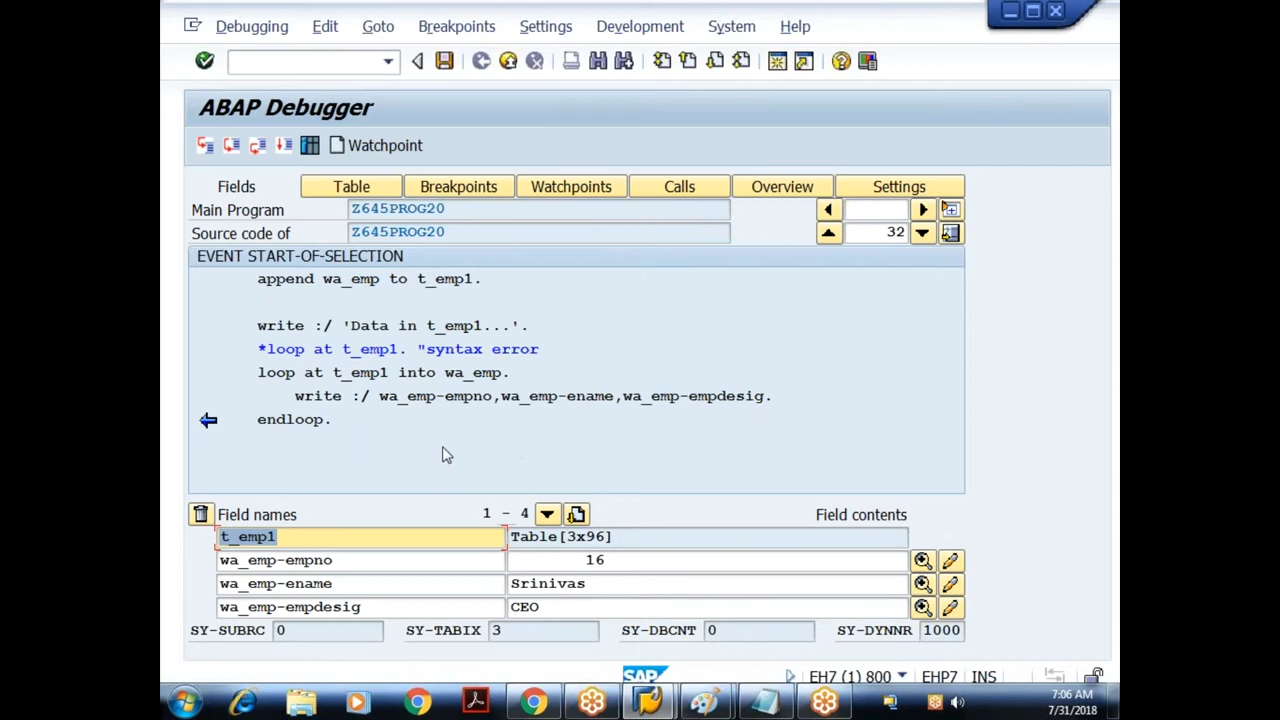 Debugging Edit Goto Breakpoints Settings Development System Help
ABAP Debugger
Watchpoint
Fields Table Breakpoints Watchpoints Calls Overview Settings
Main Program Z645PROG20
Source code of Z645PROG20 32
EVENT START-OF-SELECTION
append wa_emp to t_emp1.
write :/ 'Data in t_emp1...'.
*loop at t_emp1. "syntax error
loop at t_emp1 into wa_emp.
write :/ wa_emp-empno,wa_emp-ename,wa_emp-empdesig.
endloop.
Field names 1 - 4 Field contents
t_emp1 Table[3x96]
wa_emp-empno 16
wa_emp-ename Srinivas
wa_emp-empdesig CEO
SY-SUBRC 0 SY-TABIX 3 SY-DBCNT 0 SY-DYNNR 1000
SAP EH7 (1) 800 EHP7 INS
7:06 AM
7/31/2018